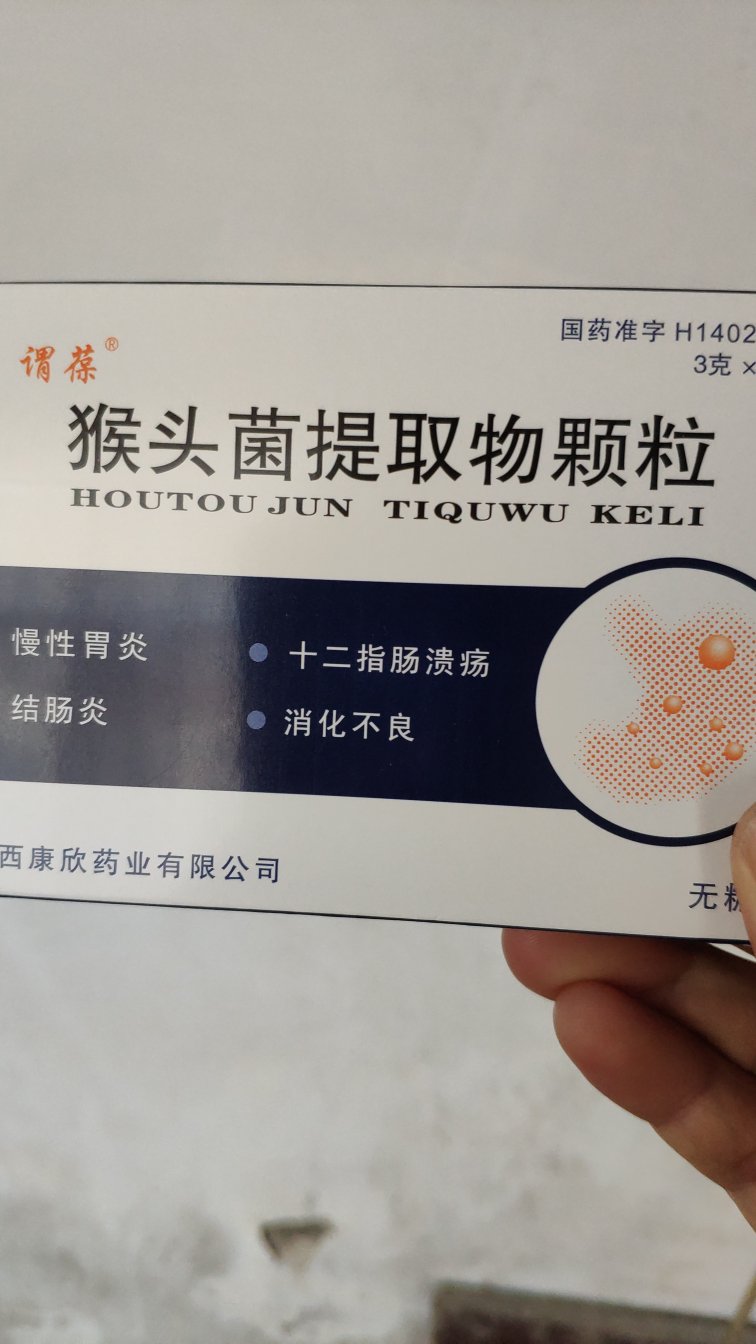 国药准字 H1402
3克 ×
谓葆®
猴头菌提取物颗粒
HOUTOU JUN TIQUWU KELI
慢性胃炎
十二指肠溃疡
结肠炎
消化不良
西康欣药业有限公司
无糖